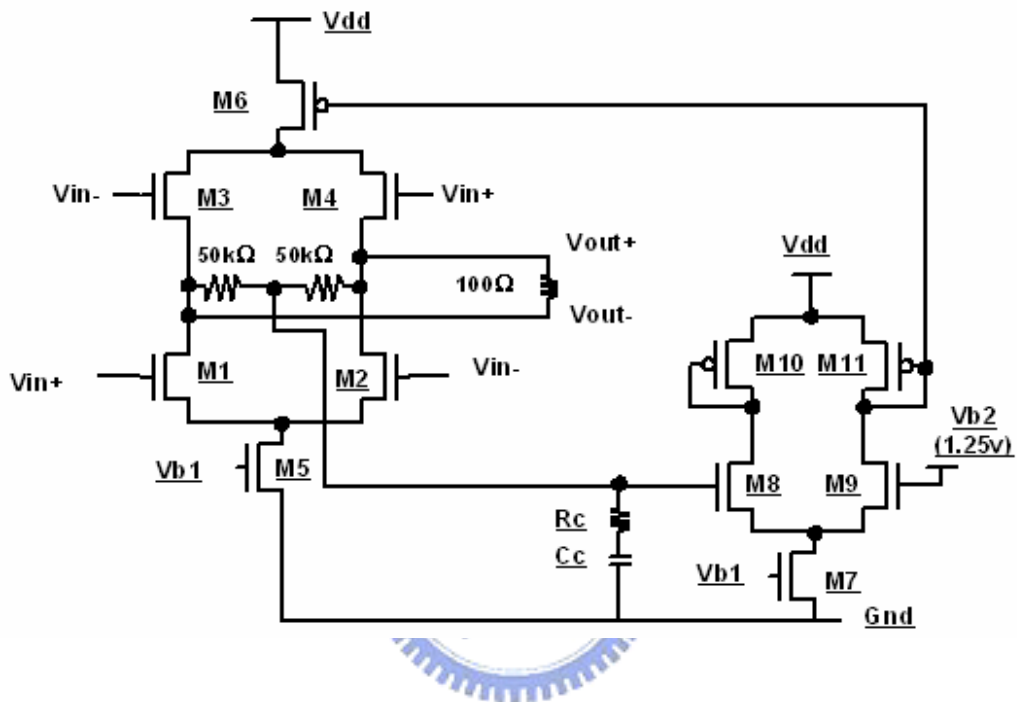 Vdd
M6
Vin-
M3
M4
Vin+
50kΩ
50kΩ
Vout+
100Ω
Vout-
Vdd
M10
M11
Vin+
M1
M2
Vin-
Vb2
(1.25v)
Vb1
M5
M8
M9
Rc
Cc
Vb1
M7
Gnd